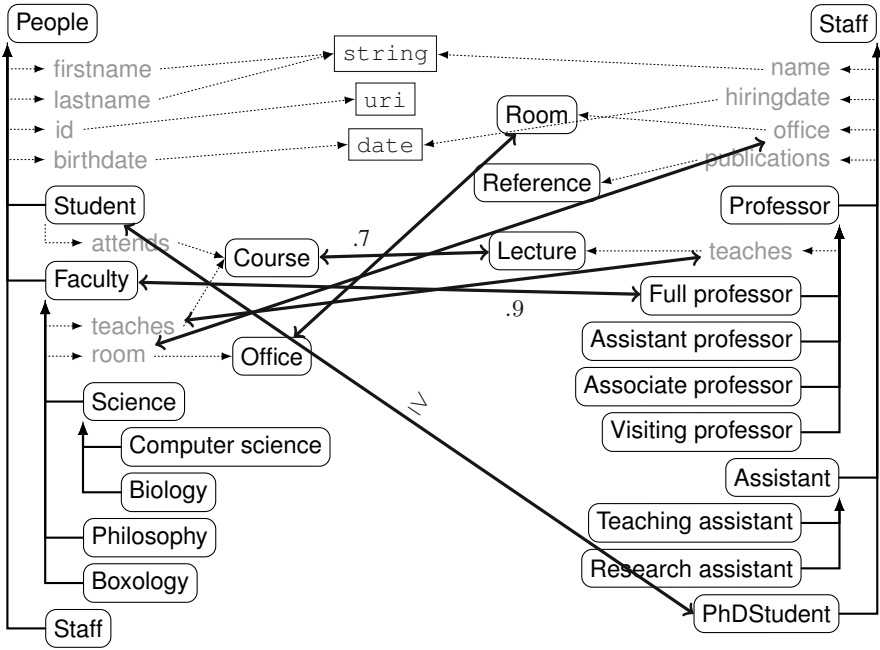 People
Staff
firstname
string
name
lastname
uri
hiringdate
id
Room
office
birthdate
date
publications
Reference
Student
Professor
attends
.7
Course
Lecture
teaches
Faculty
Full professor
.9
teaches
Assistant professor
room
Office
Associate professor
Science
≥
Computer science
Visiting professor
Biology
Assistant
Philosophy
Teaching assistant
Boxology
Research assistant
Staff
PhDStudent